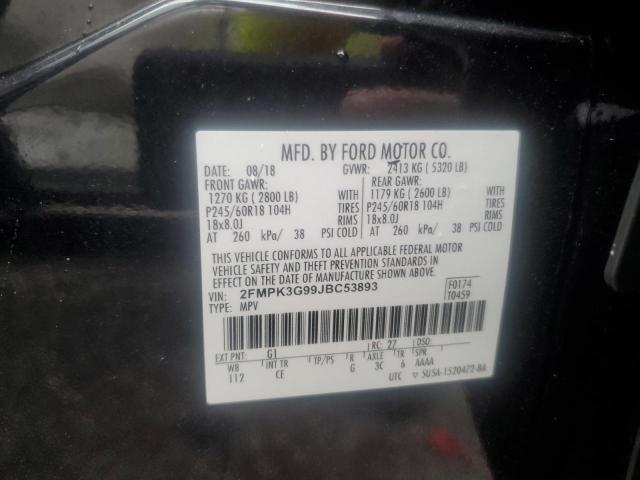 MFD. BY FORD MOTOR CO.
DATE: 08/18 GVWR: 2413 KG ( 5320 LB)
FRONT GAWR: REAR GAWR:
1270 KG ( 2800 LB) WITH 1179 KG ( 2600 LB) WITH
P245/60R18 104H TIRES P245/60R18 104H TIRES
18x8.0J RIMS 18x8.0J RIMS
AT 260 kPa/ 38 PSI COLD AT 260 kPa/ 38 PSI COLD
THIS VEHICLE CONFORMS TO ALL APPLICABLE FEDERAL MOTOR
VEHICLE SAFETY, BUMPER, AND THEFT PREVENTION STANDARDS IN
EFFECT ON THE DATE OF MANUFACTURE SHOWN ABOVE.
VIN: 2FMPK3G99JBC53893 F0174
TYPE: MPV T0459
EXT PNT: G1 RC: 27 DSO:
WB INT TR TP/PS R AXLE TR SPR
112 CE G 3C 6 AAAA
UTC 5U5A-1520472-BA